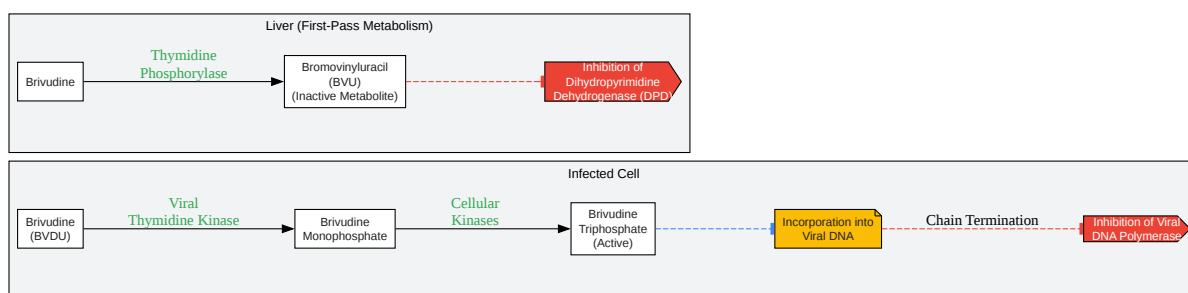 Liver (First-Pass Metabolism)
Brivudine
Thymidine
Phosphorylase
Bromovinyluracil
(BVU)
(Inactive Metabolite)
Inhibition of
Dihydropyrimidine
Dehydrogenase (DPD)
Infected Cell
Brivudine
(BVDU)
Viral
Thymidine Kinase
Brivudine
Monophosphate
Cellular
Kinases
Brivudine
Triphosphate
(Active)
Incorporation into
Viral DNA
Chain Termination
Inhibition of Viral
DNA Polymerase